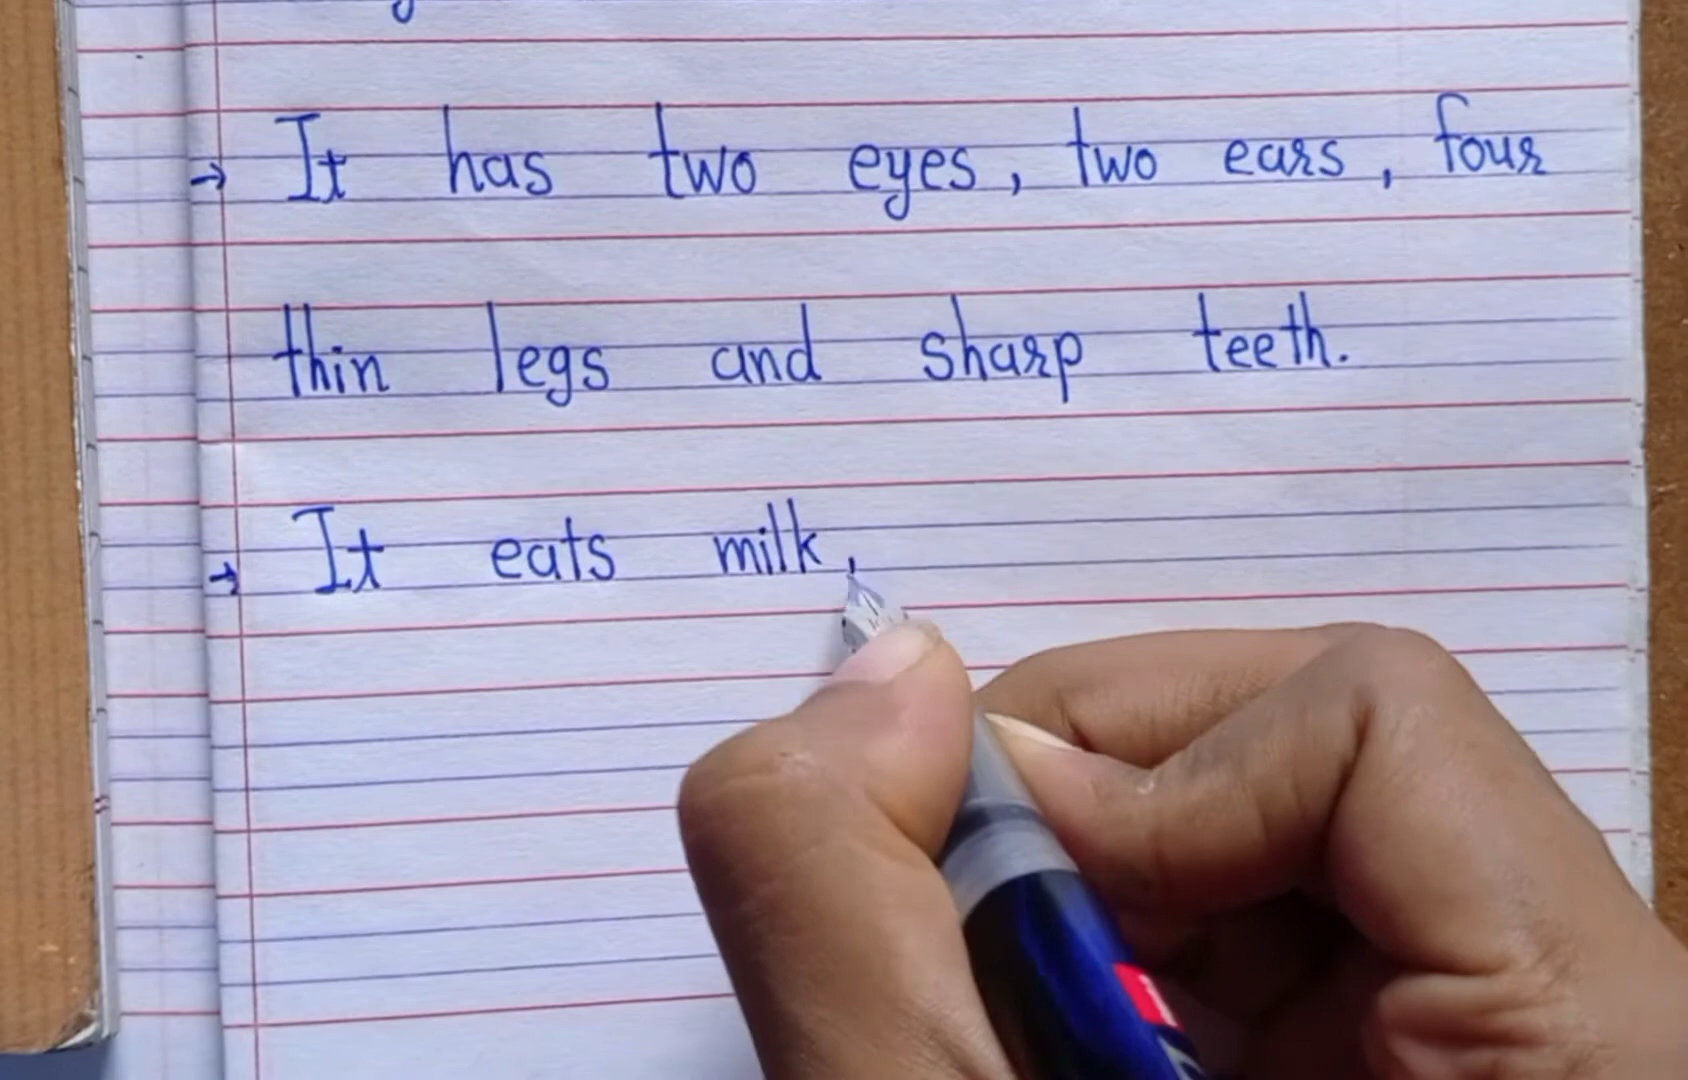 → It has two eyes, two ears, four
thin legs and sharp teeth.
→ It eats milk,